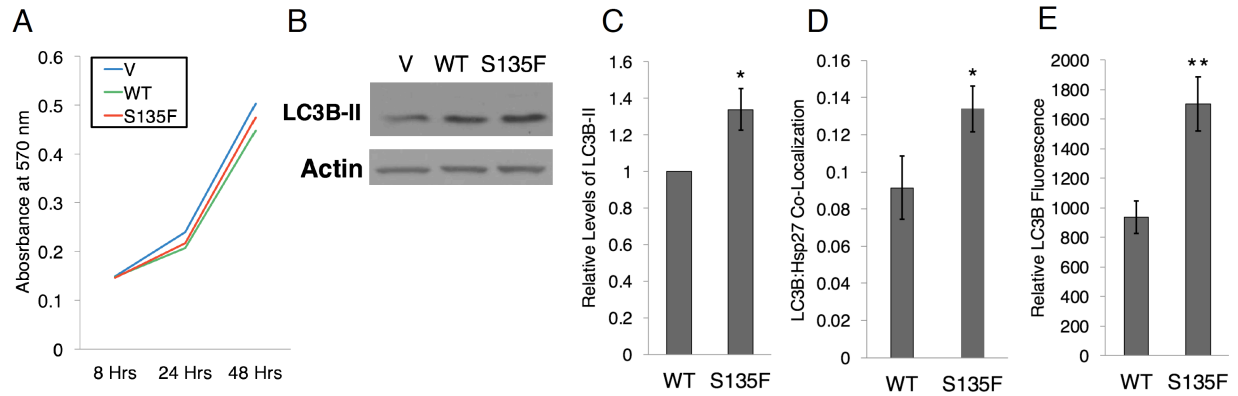 A
Abosrbance at 570 nm
0.6
0.5
0.4
0.3
0.2
0.1
0
V
WT
S135F
8 Hrs 24 Hrs 48 Hrs
B
V WT S135F
LC3B-II
Actin
C
Relative Levels of LC3B-II
1.6
1.4
1.2
1
0.8
0.6
0.4
0.2
0
*
WT S135F
D
LC3B:Hsp27 Co-Localization
0.16
0.14
0.12
0.1
0.08
0.06
0.04
0.02
0
*
WT S135F
E
Relative LC3B Fluorescence
2000
1800
1600
1400
1200
1000
800
600
400
200
0
**
WT S135F